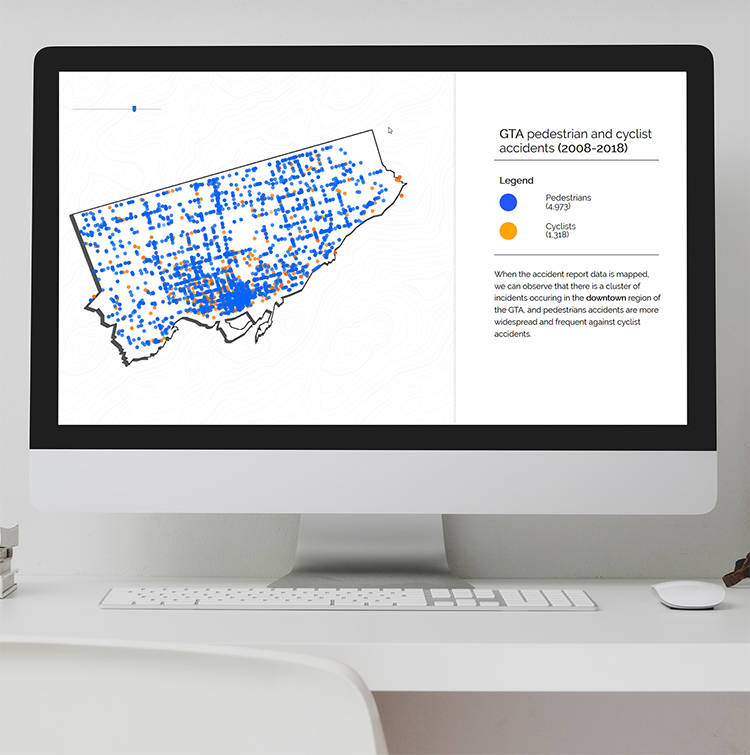 GTA pedestrian and cyclist
accidents (2008-2018)
Legend
Pedestrians
(4,973)
Cyclists
(1,318)
When the accident report data is mapped,
we can observe that there is a cluster of
incidents occuring in the downtown region of
the GTA, and pedestrians accidents are more
widespread and frequent against cyclist
accidents.